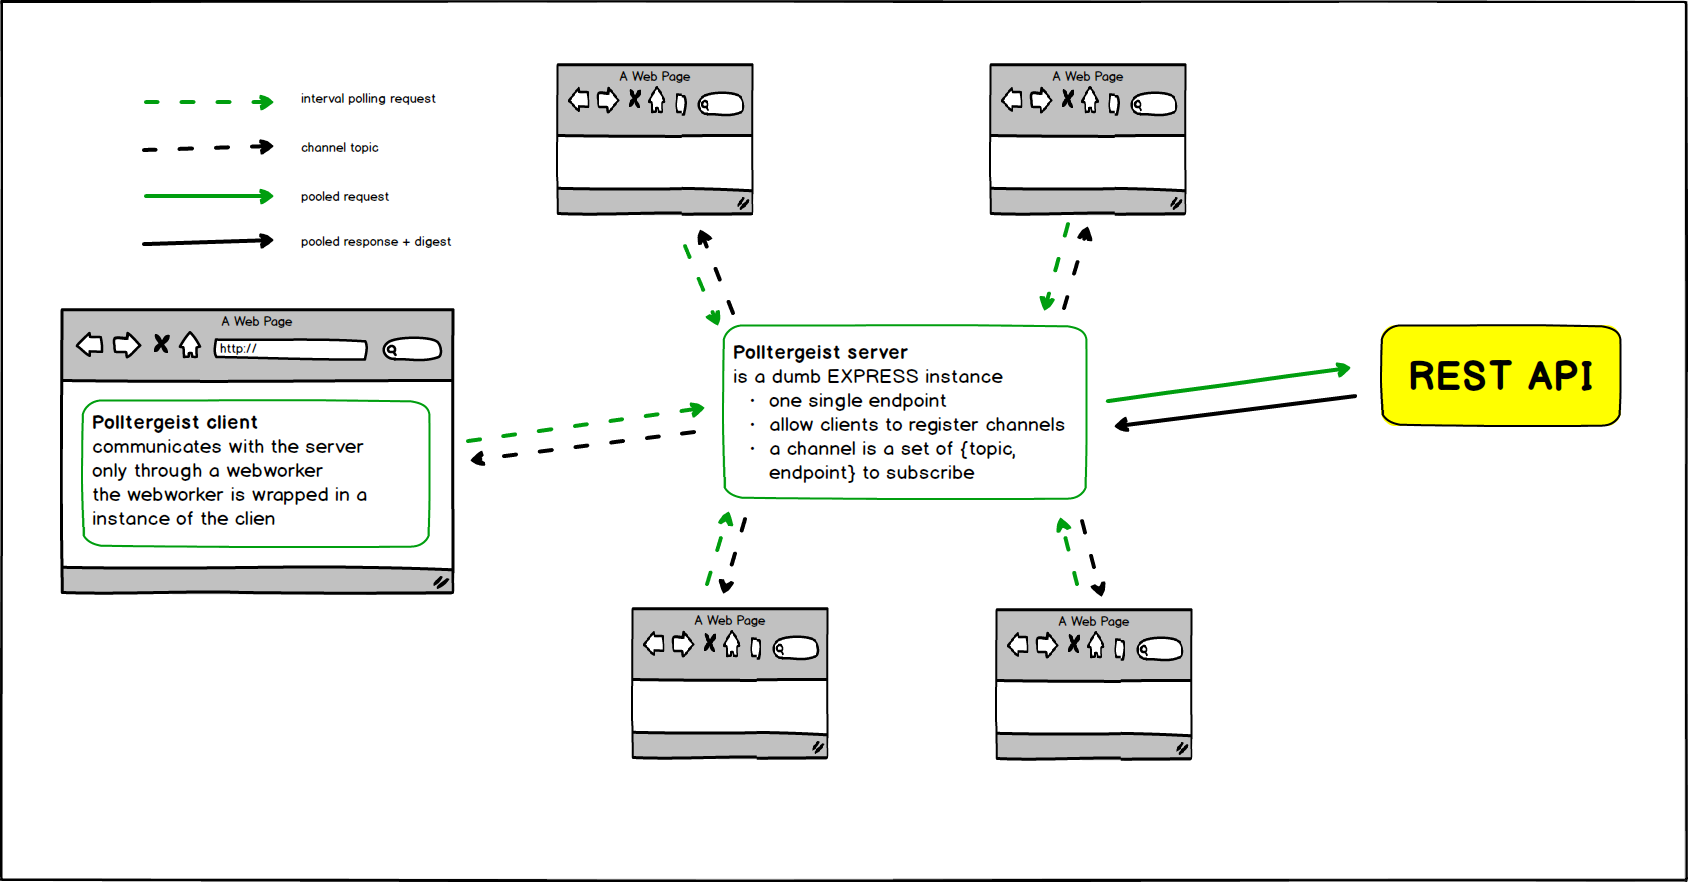 interval polling request
channel topic
pooled request
pooled response + digest
A Web Page
A Web Page
A Web Page
http://
Polltergeist client
communicates with the server
only through a webworker
the webworker is wrapped in a
instance of the clien
Polltergeist server
is a dumb EXPRESS instance
• one single endpoint
• allow clients to register channels
• a channel is a set of {topic,
endpoint} to subscribe
REST API
A Web Page
A Web Page